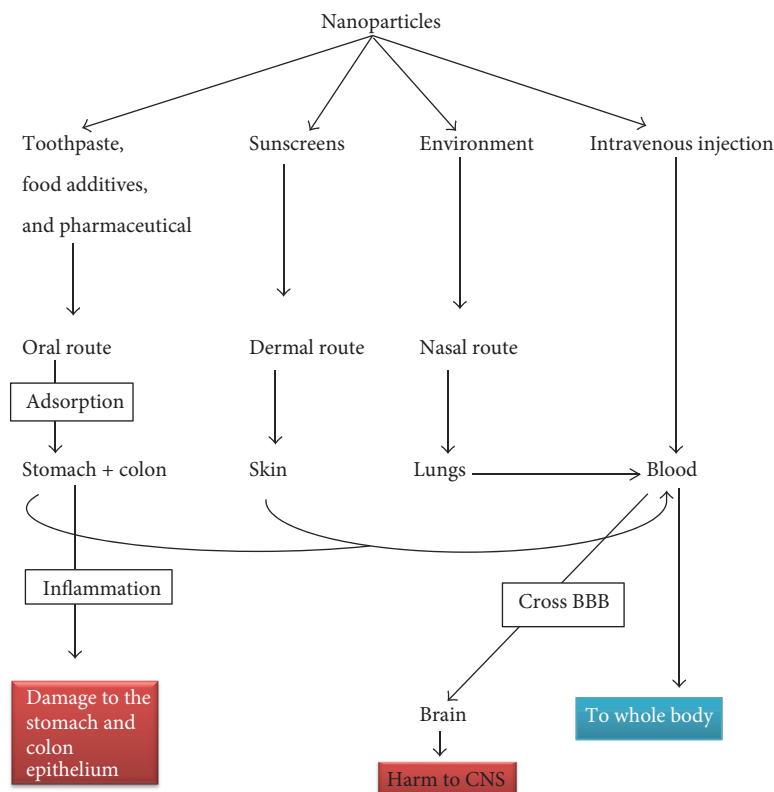 Nanoparticles
Toothpaste,
food additives,
and pharmaceutical
Sunscreens
Environment
Intravenous injection
Oral route
Dermal route
Nasal route
Adsorption
Stomach + colon
Skin
Lungs
Blood
Inflammation
Cross BBB
Damage to the
stomach and
colon
epithelium
Brain
To whole body
Harm to CNS